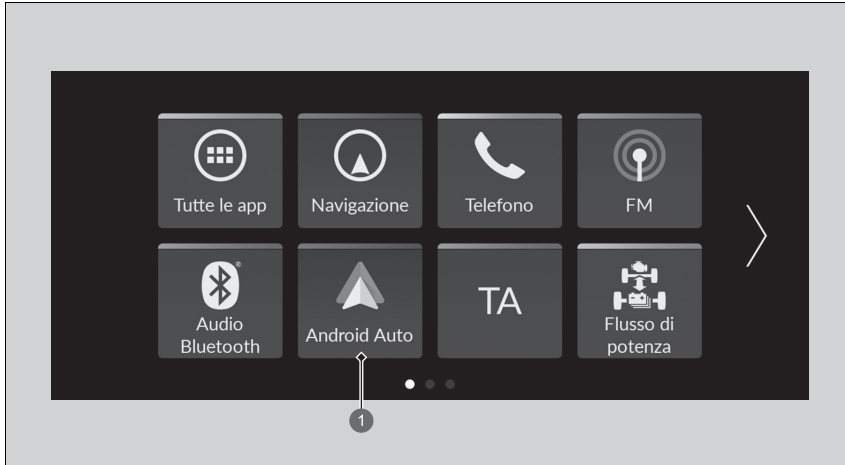 Tutte le app
Navigazione
Telefono
FM
Audio
Bluetooth
Android Auto
TA
Flusso di
potenza
1